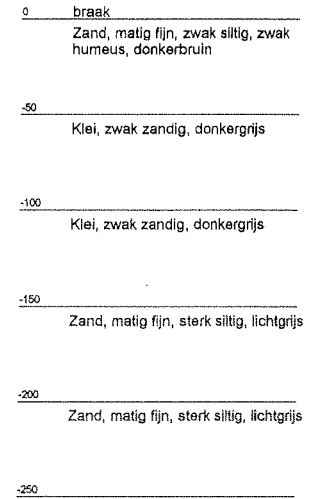 0 braak
Zand, matig fijn, zwak siltig, zwak
humeus, donkerbruin
-50
Klei, zwak zandig, donkergrijs
-100
Klei, zwak zandig, donkergrijs
-150
Zand, matig fijn, sterk siltig, lichtgrijs
-200
Zand, matig fijn, sterk siltig, lichtgrijs
-250